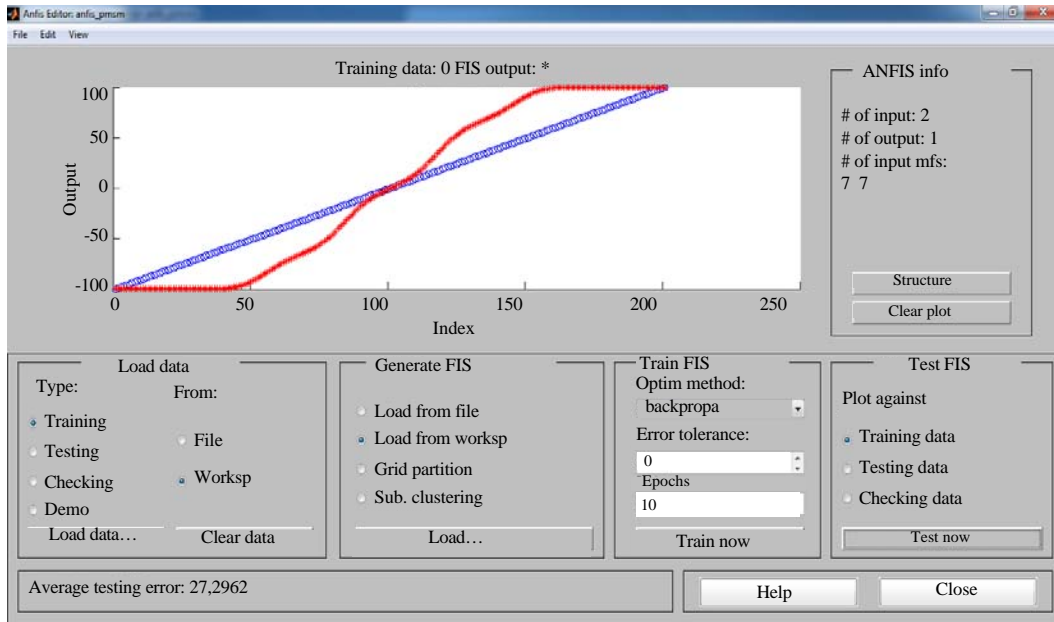 Anfis Editor: anfis_pmsm
File Edit View
Training data: 0 FIS output: *
100
50
0
-50
-100
Output
0 50 100 150 200 250
Index
ANFIS info
# of input: 2
# of output: 1
# of input mfs:
7 7
Structure
Clear plot
Load data
Type:
From:
Training
Testing
Checking
Demo
File
Worksp
Load data…
Clear data
Generate FIS
Load from file
Load from worksp
Grid partition
Sub. clustering
Load…
Train FIS
Optim method:
backpropa
Error tolerance:
0
Epochs
10
Train now
Test FIS
Plot against
Training data
Testing data
Checking data
Test now
Average testing error: 27,2962
Help
Close